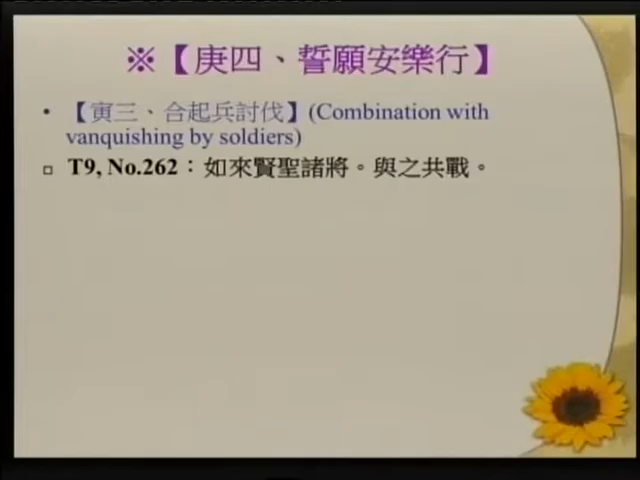 ※【庚四、誓願安樂行】
• 【寅三、合起兵討伐】(Combination with
vanquishing by soldiers)
□ T9, No.262：如來賢聖諸將。與之共戰。